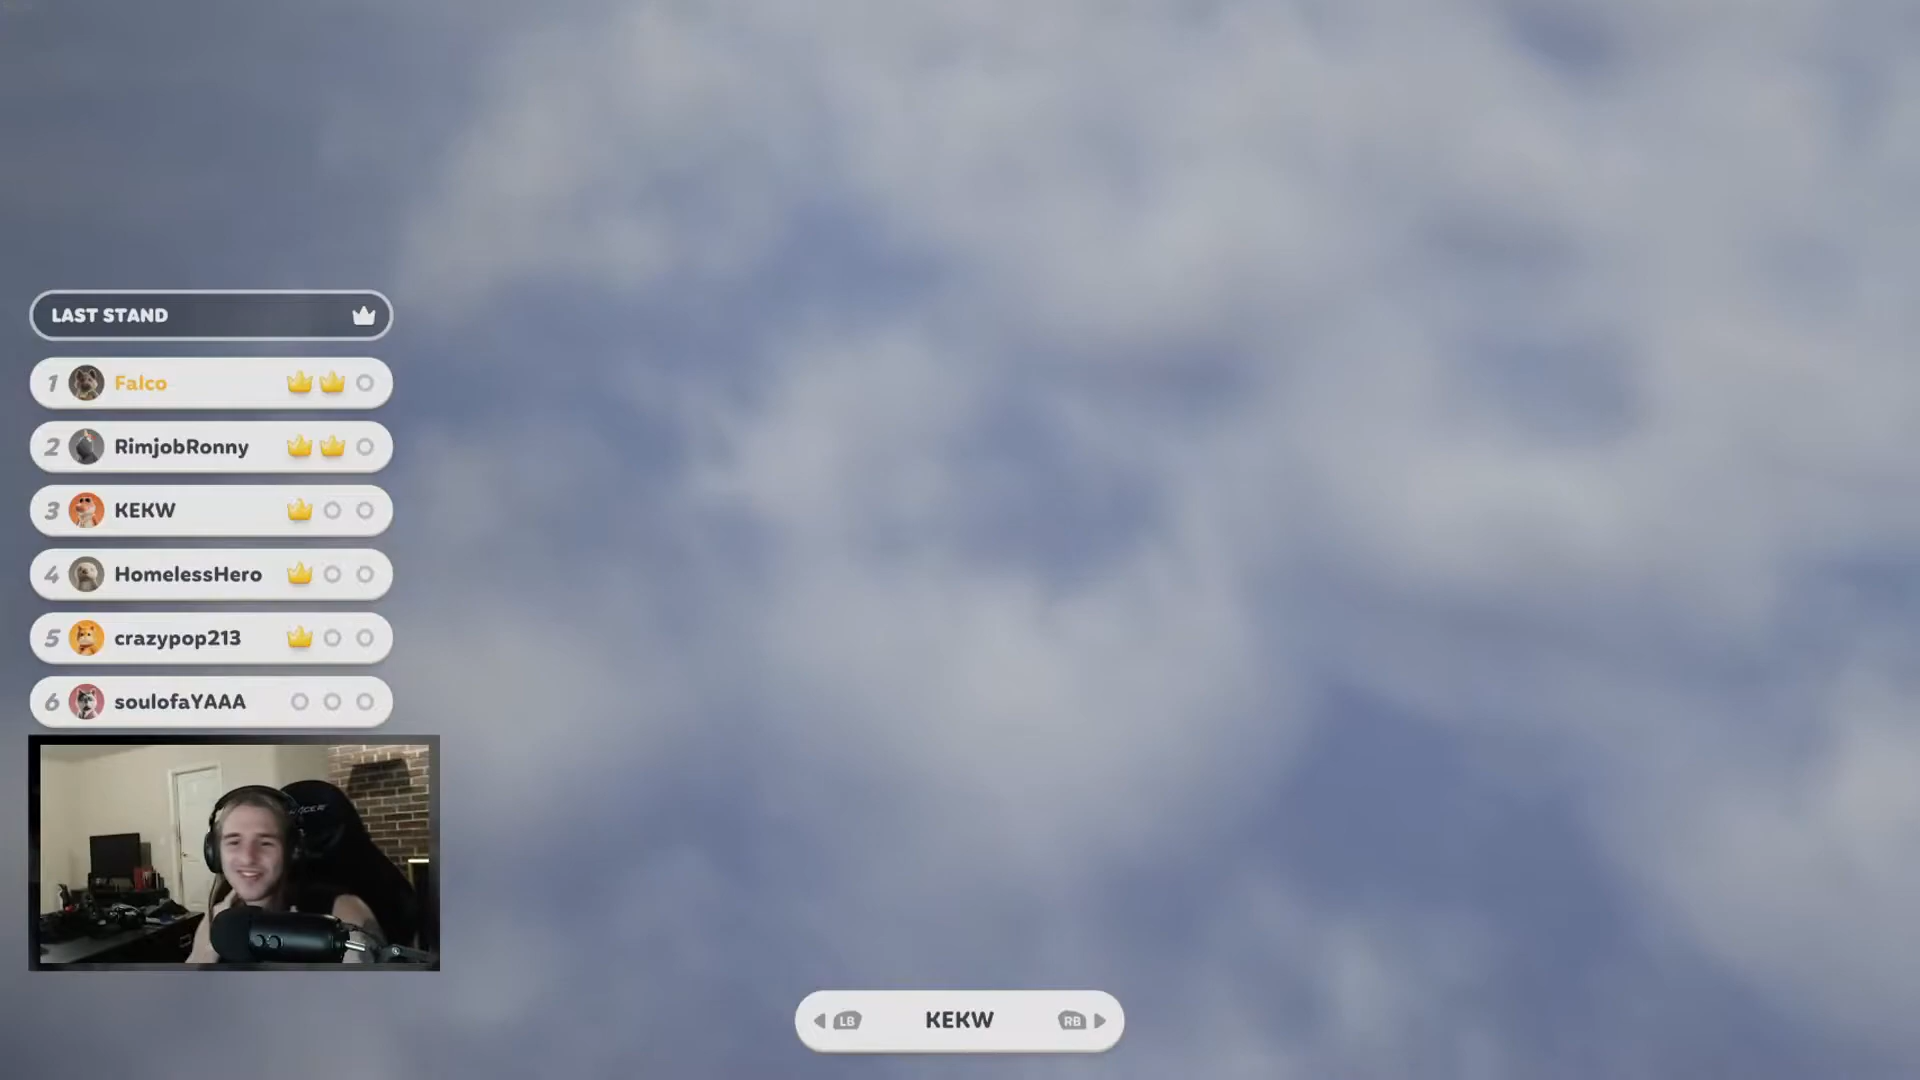 LAST STAND
1 Falco
2 RimjobRonny
3 KEKW
4 HomelessHero
5 crazypop213
6 soulofaYAAA
LB KEKW RB